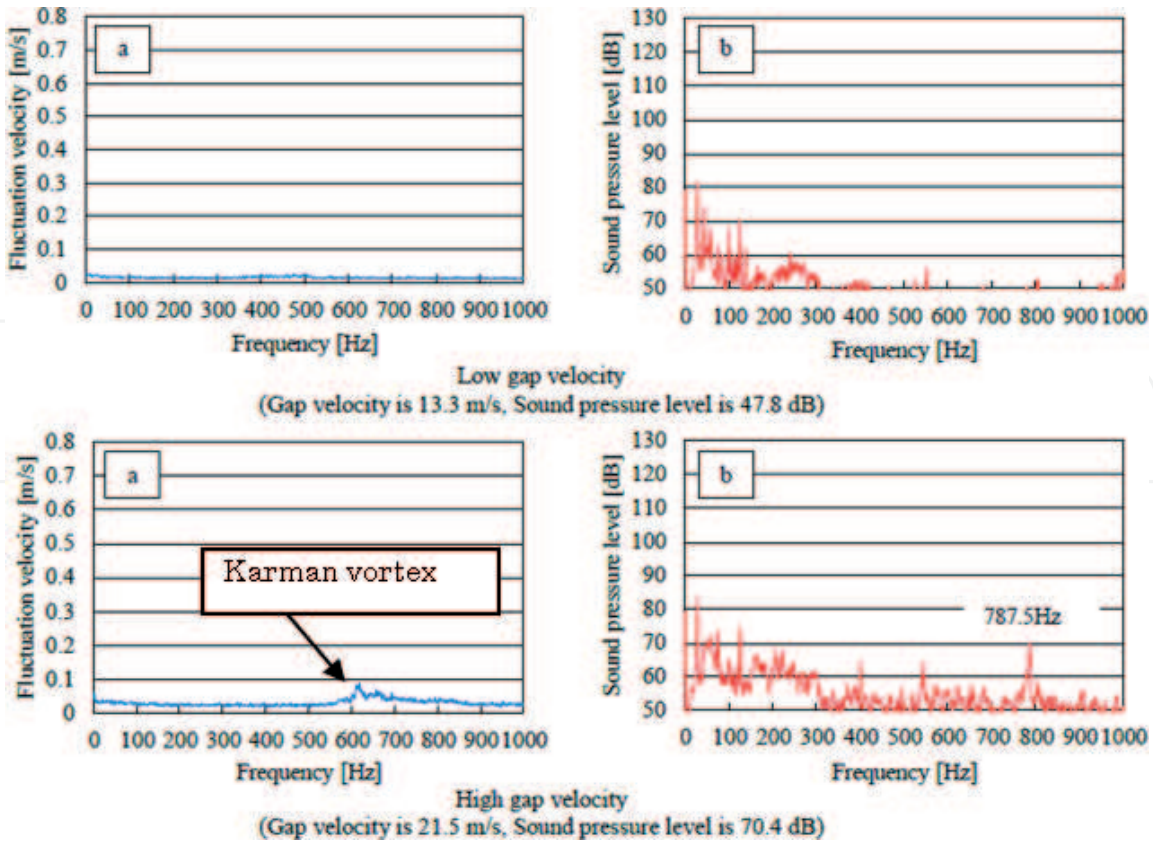 a
Fluctuation velocity [m/s]
0.8
0.7
0.6
0.5
0.4
0.3
0.2
0.1
0
0 100 200 300 400 500 600 700 800 900 1000
Frequency [Hz]
b
Sound pressure level [dB]
130
120
110
100
90
80
70
60
50
0 100 200 300 400 500 600 700 800 900 1000
Frequency [Hz]
Low gap velocity
(Gap velocity is 13.3 m/s, Sound pressure level is 47.8 dB)
a
Fluctuation velocity [m/s]
0.8
0.7
0.6
0.5
0.4
0.3
0.2
0.1
0
Karman vortex
0 100 200 300 400 500 600 700 800 900 1000
Frequency [Hz]
b
Sound pressure level [dB]
130
120
110
100
90
80
70
60
50
787.5Hz
0 100 200 300 400 500 600 700 800 900 1000
Frequency [Hz]
High gap velocity
(Gap velocity is 21.5 m/s, Sound pressure level is 70.4 dB)